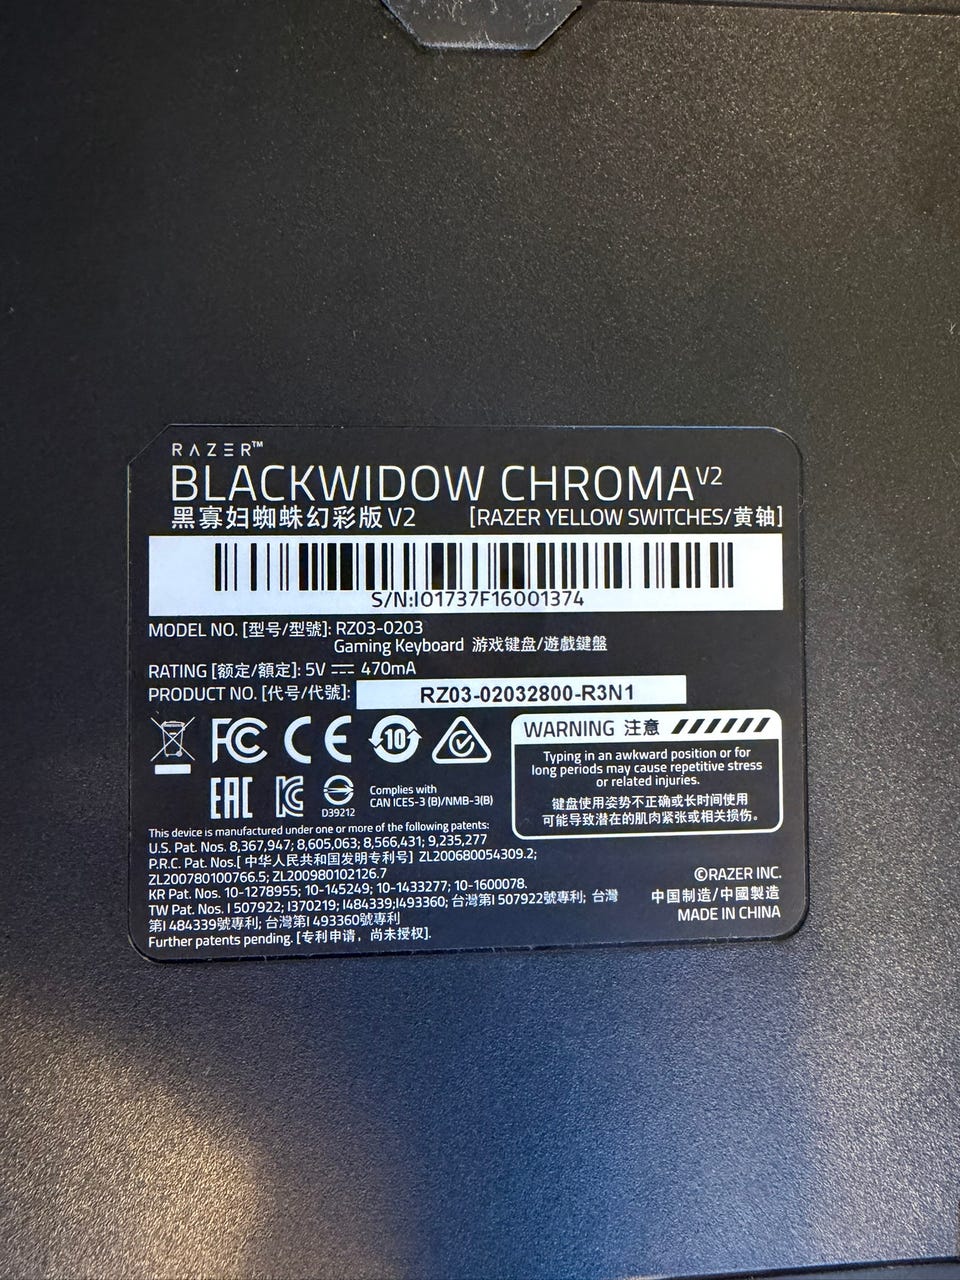 RAZER™
BLACKWIDOW CHROMA V2
黑寡妇蜘蛛幻彩版 V2 [RAZER YELLOW SWITCHES/黄轴]
S/N:IO1737F16001374
MODEL NO. [型号/型號]: RZ03-0203
Gaming Keyboard 游戏键盘/遊戲鍵盤
RATING [额定/額定]: 5V ⎓ 470mA
PRODUCT NO. [代号/代號]: RZ03-02032800-R3N1
FC CE 10
EAC KC D39212
Complies with
CAN ICES-3 (B)/NMB-3(B)
WARNING 注意
Typing in an awkward position or for
long periods may cause repetitive stress
or related injuries.
键盘使用姿势不正确或长时间使用
可能导致潜在的肌肉紧张或相关损伤。
This device is manufactured under one or more of the following patents:
U.S. Pat. Nos. 8,367,947; 8,605,063; 8,566,431; 9,235,277
P.R.C. Pat. Nos.[ 中华人民共和国发明专利号] ZL200680054309.2;
ZL200780100766.5; ZL200980102126.7
KR Pat. Nos. 10-1278955; 10-145249; 10-1433277; 10-1600078.
TW Pat. Nos. I 507922; I370219; I484339;I493360; 台灣第I 507922號專利; 台灣
第I 484339號專利; 台灣第I 493360號專利
Further patents pending. [专利申请，尚未授权].
©RAZER INC.
中国制造/中國製造
MADE IN CHINA